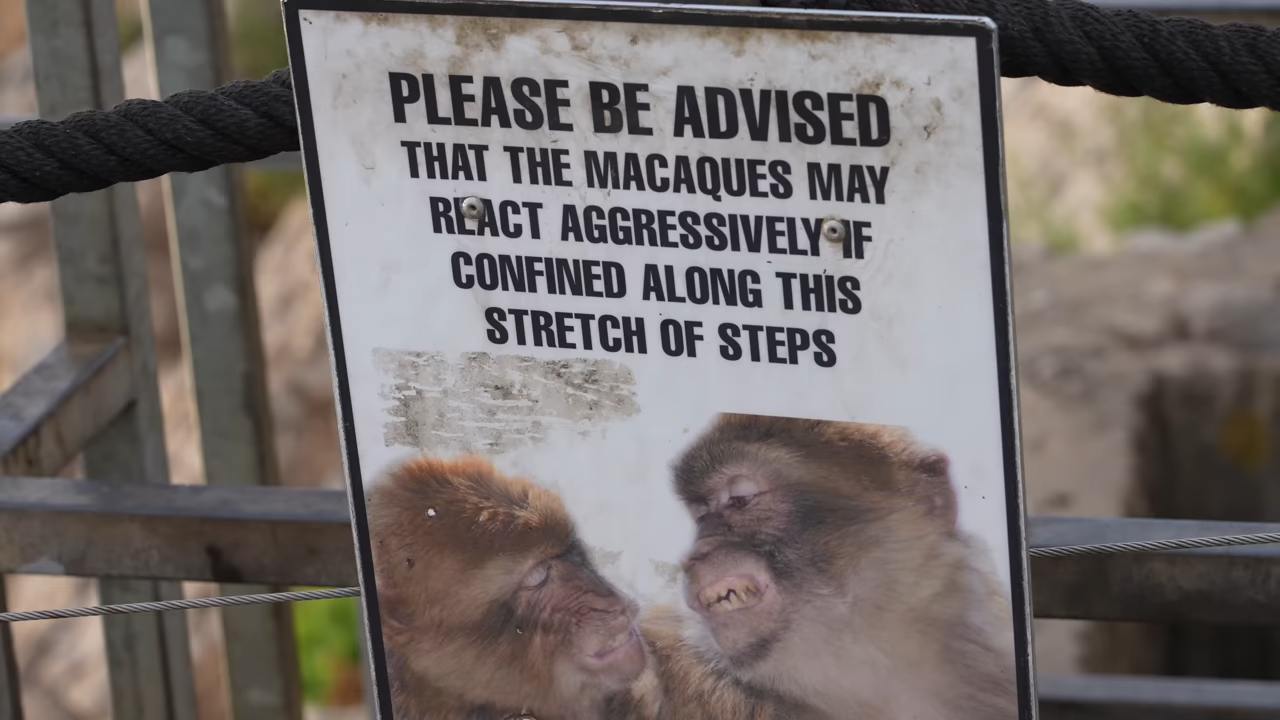 PLEASE BE ADVISED
THAT THE MACAQUES MAY
REACT AGGRESSIVELY IF
CONFINED ALONG THIS
STRETCH OF STEPS